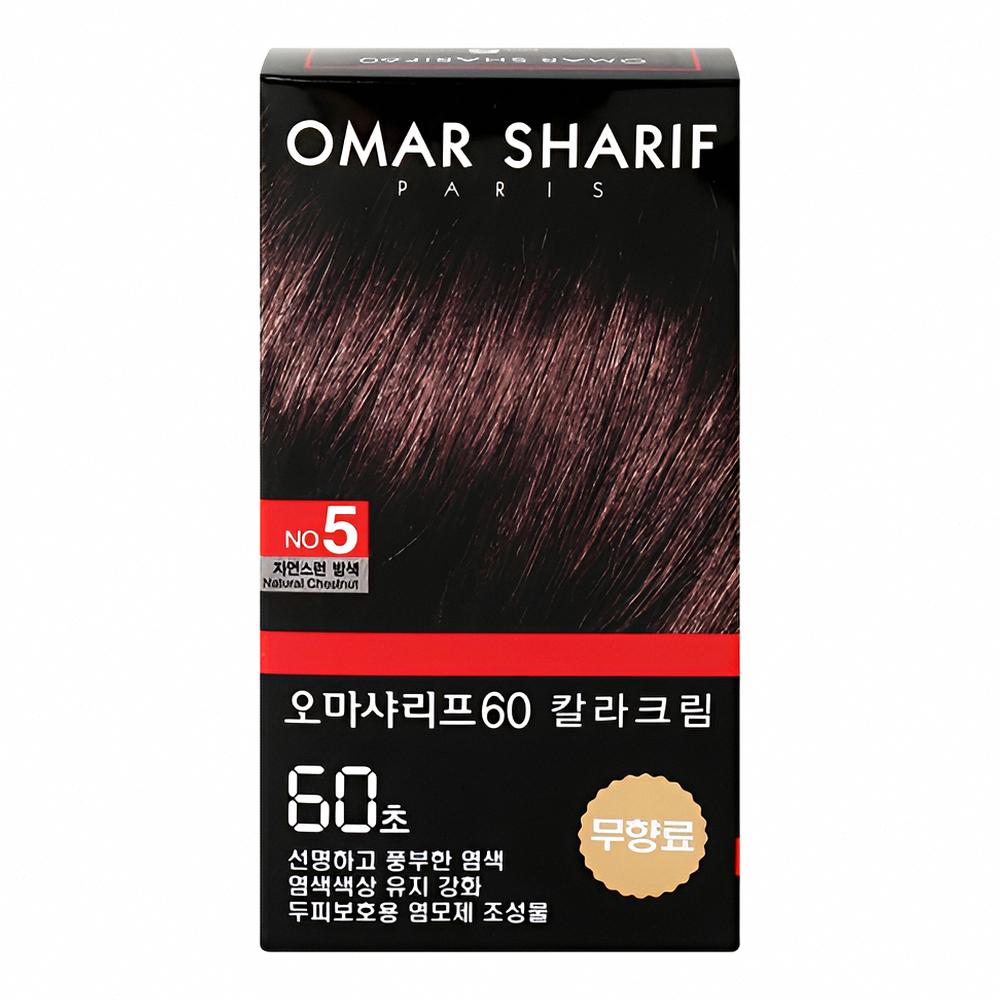 OMAR SHARIF60
OMAR SHARIF
PARIS
NO 5
자연스런 밤색
Natural Chestnut
오마샤리프60 칼라크림
60초
무향료
선명하고 풍부한 염색
염색색상 유지 강화
두피보호용 염모제 조성물